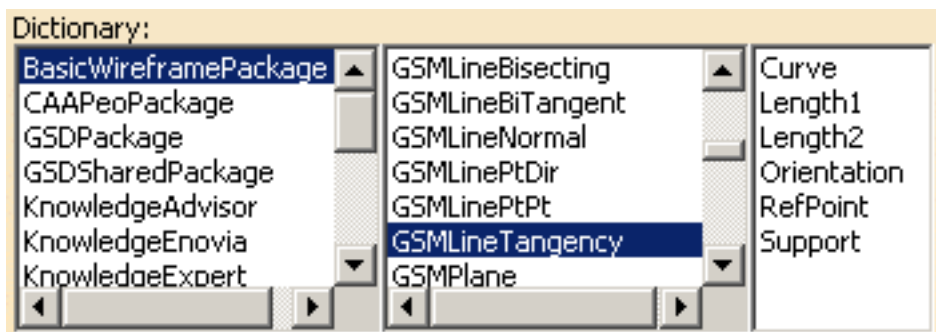 Dictionary:
BasicWireframePackage
CAAPeoPackage
GSDPackage
GSDSharedPackage
KnowledgeAdvisor
KnowledgeEnovia
KnowledgeExpert
GSMLineBisecting
GSMLineBiTangent
GSMLineNormal
GSMLinePtDir
GSMLinePtPt
GSMLineTangency
GSMPlane
Curve
Length1
Length2
Orientation
RefPoint
Support